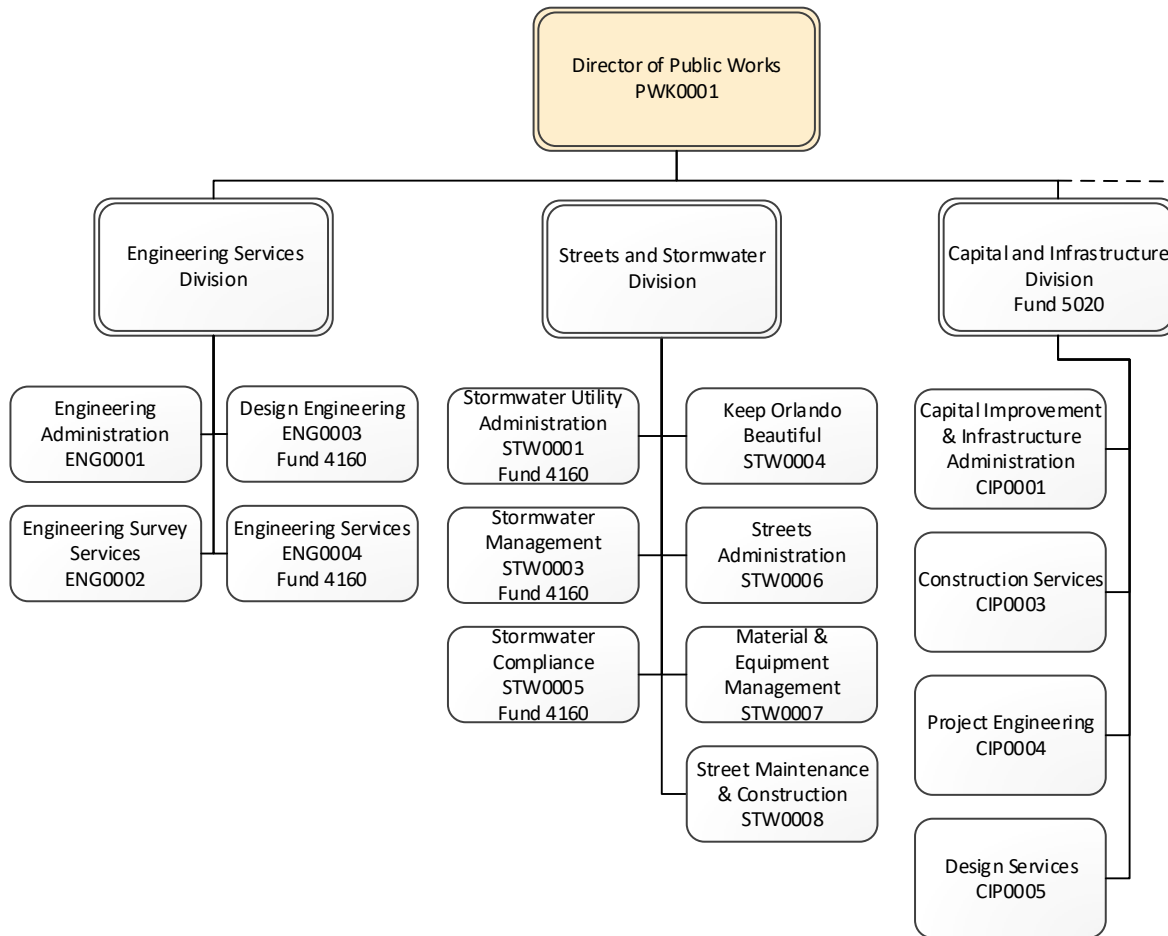 Director of Public Works
PWK0001
Engineering Services
Division
Streets and Stormwater
Division
Capital and Infrastructure
Division
Fund 5020
Engineering
Administration
ENG0001
Design Engineering
ENG0003
Fund 4160
Engineering Survey
Services
ENG0002
Engineering Services
ENG0004
Fund 4160
Stormwater Utility
Administration
STW0001
Fund 4160
Keep Orlando
Beautiful
STW0004
Stormwater
Management
STW0003
Fund 4160
Streets
Administration
STW0006
Stormwater
Compliance
STW0005
Fund 4160
Material &
Equipment
Management
STW0007
Street Maintenance
& Construction
STW0008
Capital Improvement
& Infrastructure
Administration
CIP0001
Construction Services
CIP0003
Project Engineering
CIP0004
Design Services
CIP0005